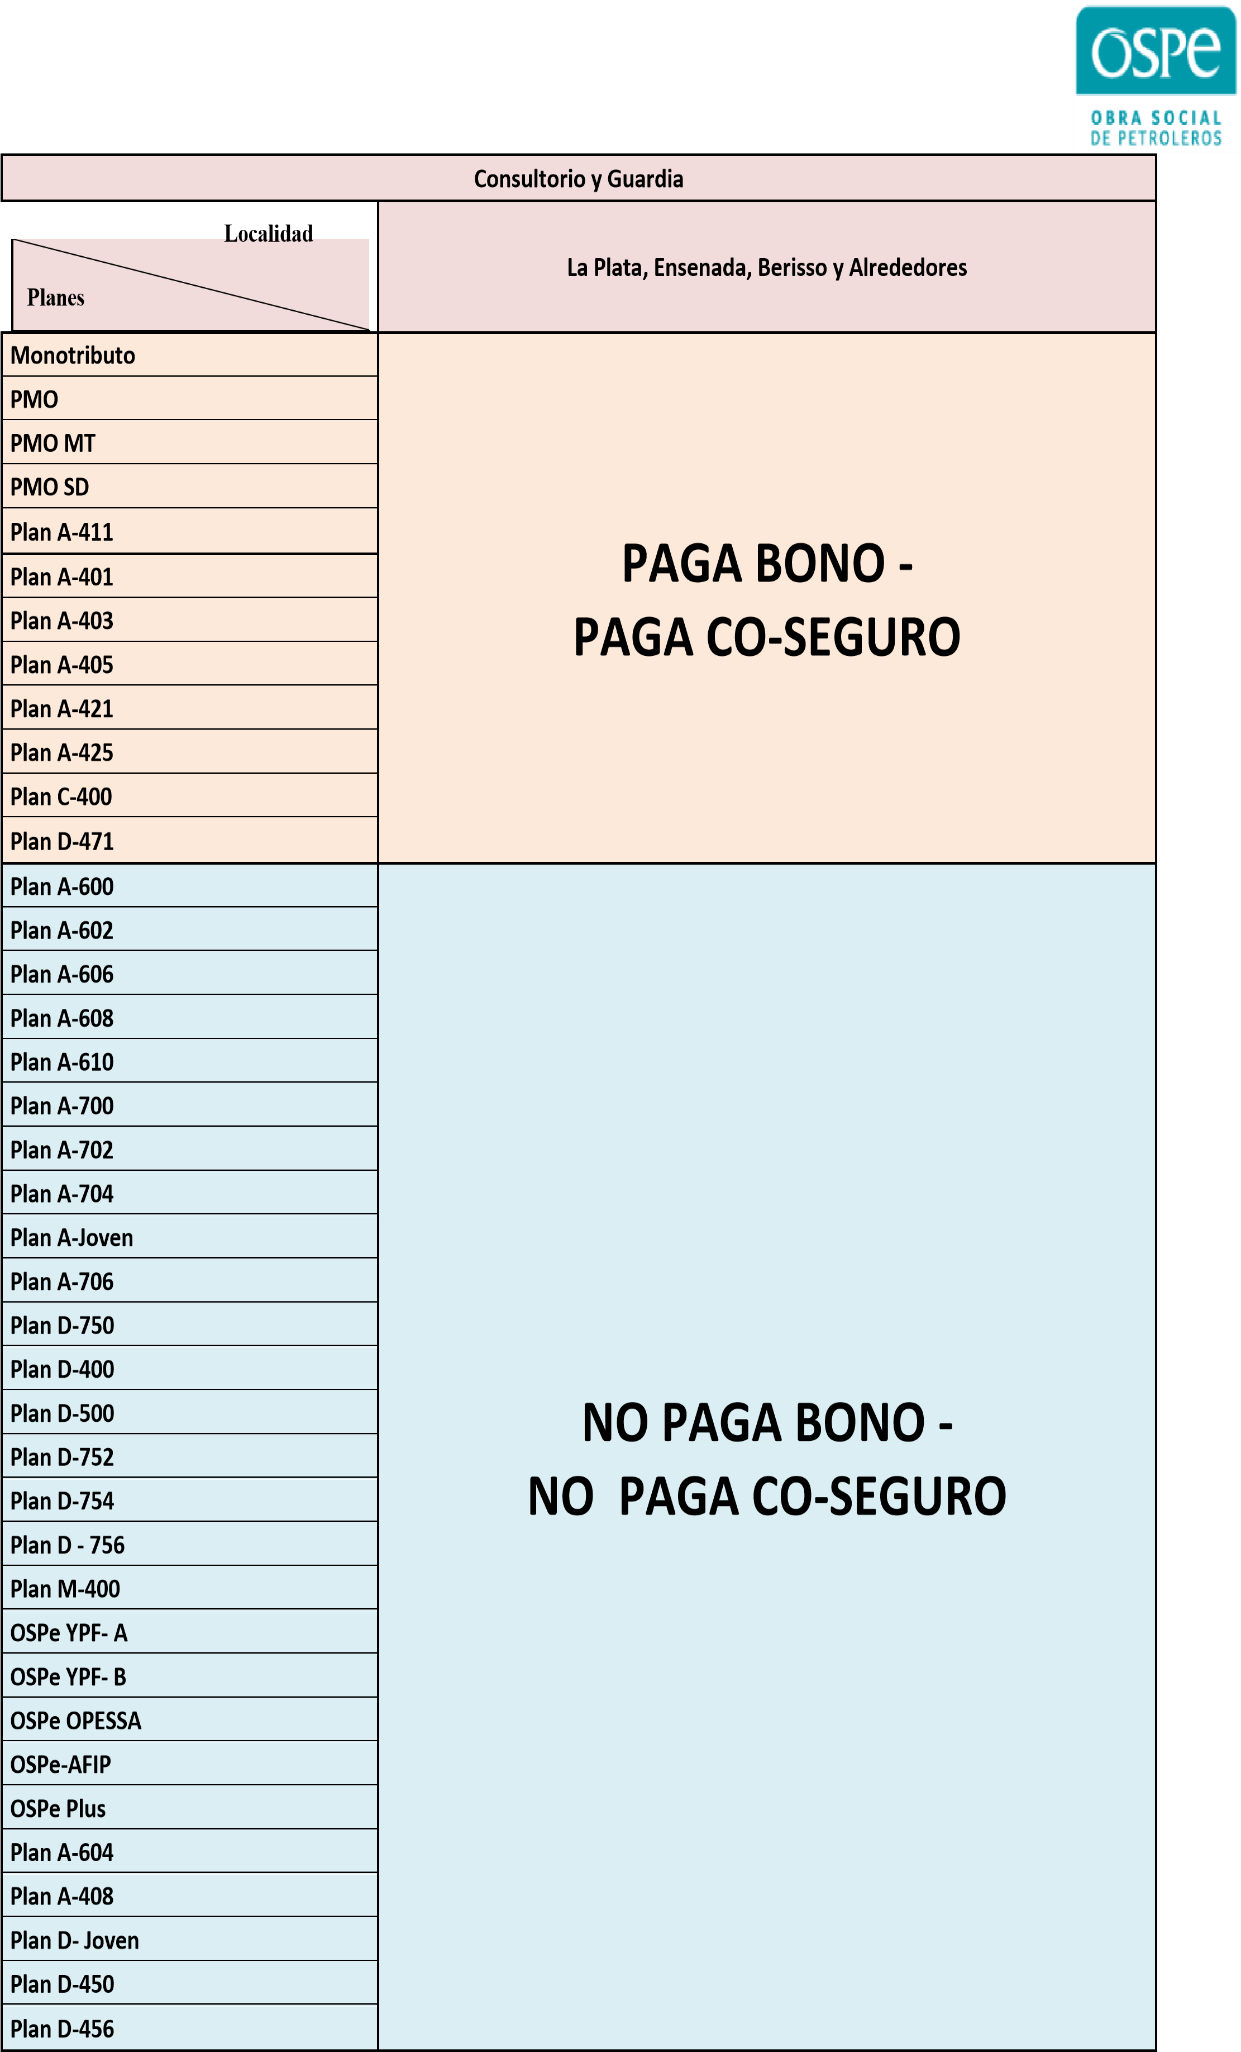 OSPe
OBRA SOCIAL
DE PETROLEROS
Consultorio y Guardia
Localidad
Planes
La Plata, Ensenada, Berisso y Alrededores
Monotributo
PMO
PMO MT
PMO SD
Plan A-411
Plan A-401
Plan A-403
Plan A-405
Plan A-421
Plan A-425
Plan C-400
Plan D-471
PAGA BONO -
PAGA CO-SEGURO
Plan A-600
Plan A-602
Plan A-606
Plan A-608
Plan A-610
Plan A-700
Plan A-702
Plan A-704
Plan A-Joven
Plan A-706
Plan D-750
Plan D-400
Plan D-500
Plan D-752
Plan D-754
Plan D - 756
Plan M-400
OSPe YPF- A
OSPe YPF- B
OSPe OPESSA
OSPe-AFIP
OSPe Plus
Plan A-604
Plan A-408
Plan D- Joven
Plan D-450
Plan D-456
NO PAGA BONO -
NO  PAGA CO-SEGURO